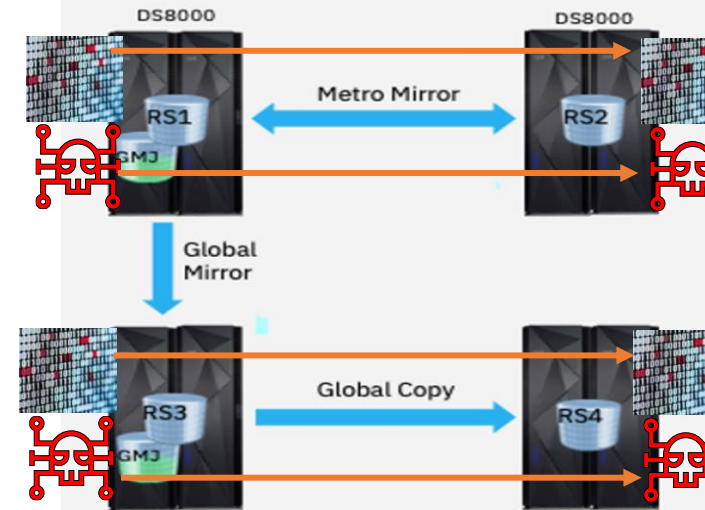 DS8000
DS8000
Metro Mirror
RS1
RS2
GMJ
Global
Mirror
Global Copy
RS3
RS4
GMJ